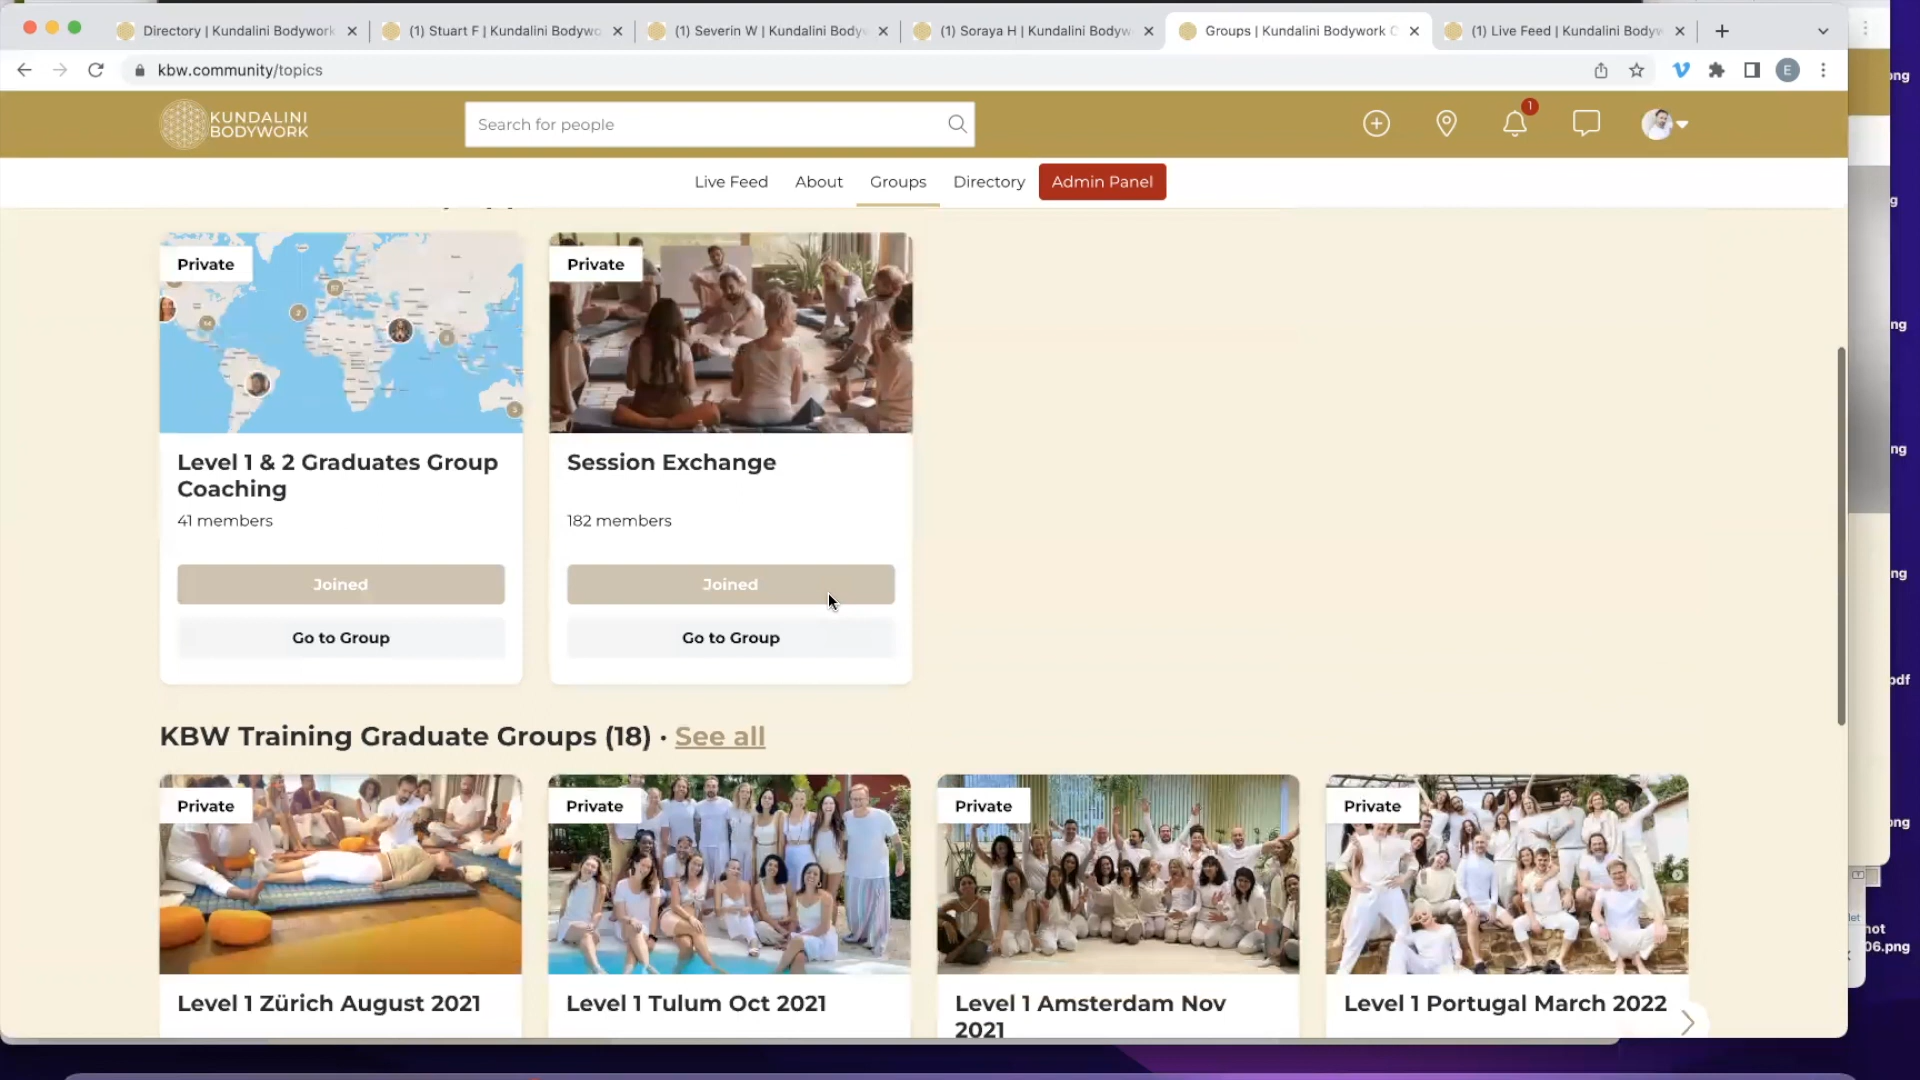 Directory | Kundalini Bodywork
(1) Stuart F | Kundalini Bodywo
(1) Severin W | Kundalini Body
(1) Soraya H | Kundalini Bodyw
Groups | Kundalini Bodywork C
(1) Live Feed | Kundalini Bodyw
kbw.community/topics
E
KUNDALINI
BODYWORK
Search for people
1
Live Feed
About
Groups
Directory
Admin Panel
Private
Private
Level 1 & 2 Graduates Group
Coaching
41 members
Joined
Go to Group
Session Exchange
182 members
Joined
Go to Group
KBW Training Graduate Groups (18) · See all
Private
Private
Private
Private
Level 1 Zürich August 2021
Level 1 Tulum Oct 2021
Level 1 Amsterdam Nov
2021
Level 1 Portugal March 2022